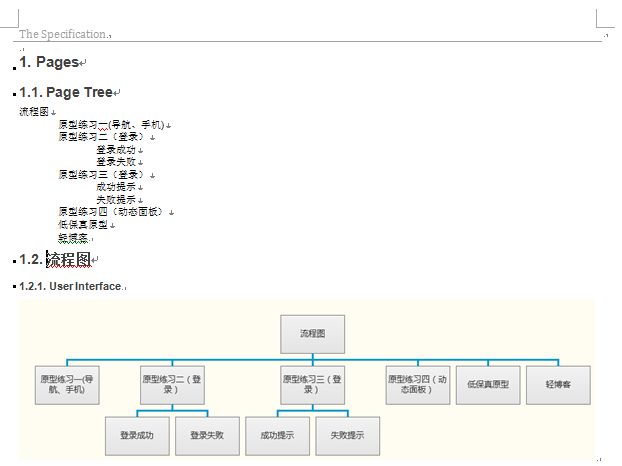 The Specification.
1. Pages
1.1. Page Tree
流程图
原型练习一(导航、手机)
原型练习二（登录）
登录成功
登录失败
原型练习三（登录）
成功提示
失败提示
原型练习四（动态面板）
低保真原型
轻博客
1.2. 流程图
1.2.1. User Interface
流程图
原型练习一(导
航、手机)
原型练习二（登
录）
原型练习三（登
录）
原型练习四（动
态面板）
低保真原型
轻博客
登录成功
登录失败
成功提示
失败提示